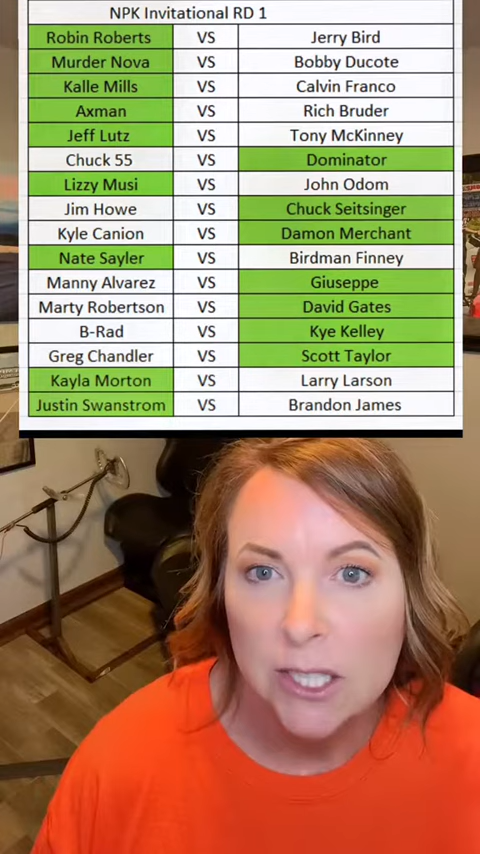 NPK Invitational RD 1
Robin Roberts VS Jerry Bird
Murder Nova VS Bobby Ducote
Kalle Mills VS Calvin Franco
Axman VS Rich Bruder
Jeff Lutz VS Tony McKinney
Chuck 55 VS Dominator
Lizzy Musi VS John Odom
Jim Howe VS Chuck Seitsinger
Kyle Canion VS Damon Merchant
Nate Sayler VS Birdman Finney
Manny Alvarez VS Giuseppe
Marty Robertson VS David Gates
B-Rad VS Kye Kelley
Greg Chandler VS Scott Taylor
Kayla Morton VS Larry Larson
Justin Swanstrom VS Brandon James